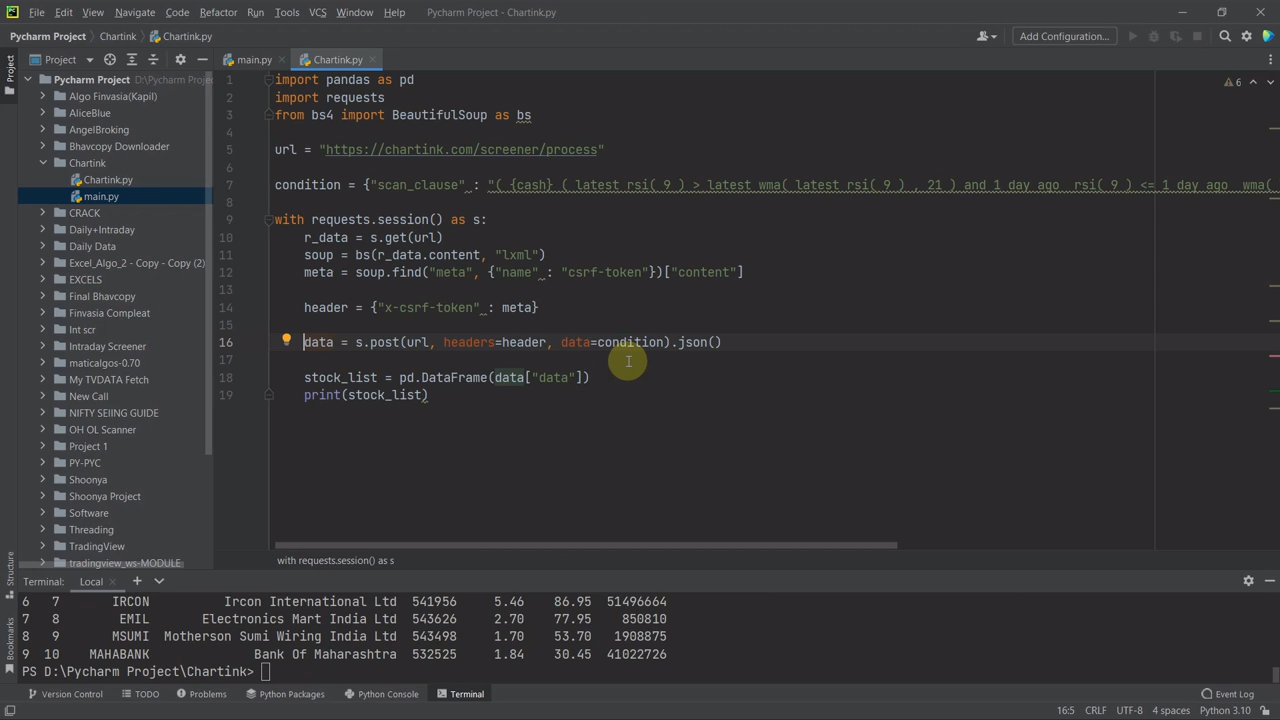 File Edit View Navigate Code Refactor Run Tools VCS Window Help Pycharm Project - Chartink.py
Pycharm Project Chartink Chartink.py Add Configuration...
Project
main.py Chartink.py
Pycharm Project D:\Pycharm Proje
Algo Finvasia(Kapil)
AliceBlue
AngelBroking
Bhavcopy Downloader
Chartink
Chartink.py
main.py
CRACK
Daily+Intraday
Daily Data
Excel_Algo_2 - Copy - Copy (2)
EXCELS
Final Bhavcopy
Finvasia Compleat
Int scr
Intraday Screener
maticalgos-0.70
My TVDATA Fetch
New Call
NIFTY SEIING GUIDE
OH OL Scanner
Project 1
PY-PYC
Shoonya
Shoonya Project
Software
Threading
TradingView
tradingview_ws-MODULE
1 import pandas as pd
2 import requests
3 from bs4 import BeautifulSoup as bs
4
5 url = "https://chartink.com/screener/process"
6
7 condition = {"scan_clause" : "( {cash} ( latest rsi( 9 ) > latest wma( latest rsi( 9 ) , 21 ) and 1 day ago  rsi( 9 ) <= 1 day ago  wma(
8
9 with requests.session() as s:
10 r_data = s.get(url)
11 soup = bs(r_data.content, "lxml")
12 meta = soup.find("meta", {"name" : "csrf-token"})["content"]
13
14 header = {"x-csrf-token" : meta}
15
16 data = s.post(url, headers=header, data=condition).json()
17
18 stock_list = pd.DataFrame(data["data"])
19 print(stock_list)
6
with requests.session() as s
Project
Structure
Bookmarks
Terminal: Local
6 7 IRCON Ircon International Ltd 541956 5.46 86.95 51496664
7 8 EMIL Electronics Mart India Ltd 543626 2.70 77.95 850810
8 9 MSUMI Motherson Sumi Wiring India Ltd 543498 1.70 53.70 1908875
9 10 MAHABANK Bank Of Maharashtra 532525 1.84 30.45 41022726
PS D:\Pycharm Project\Chartink>
Version Control TODO Problems Python Packages Python Console Terminal Event Log
16:5 CRLF UTF-8 4 spaces Python 3.10